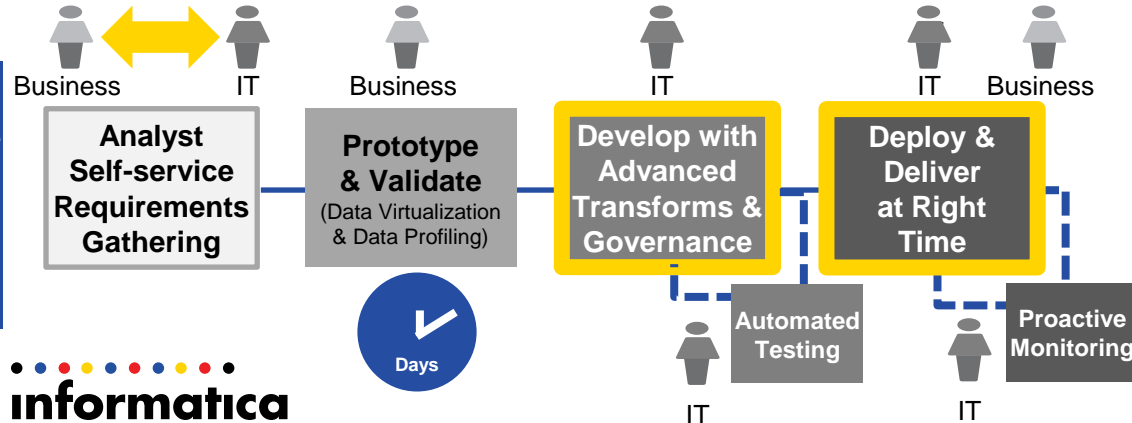 Business
IT
Business
IT
IT
Business
Analyst
Self-service
Requirements
Gathering
Prototype
& Validate
(Data Virtualization
& Data Profiling)
Develop with
Advanced
Transforms &
Governance
Deploy &
Deliver
at Right
Time
Days
Automated
Testing
IT
Proactive
Monitoring
IT
informatica